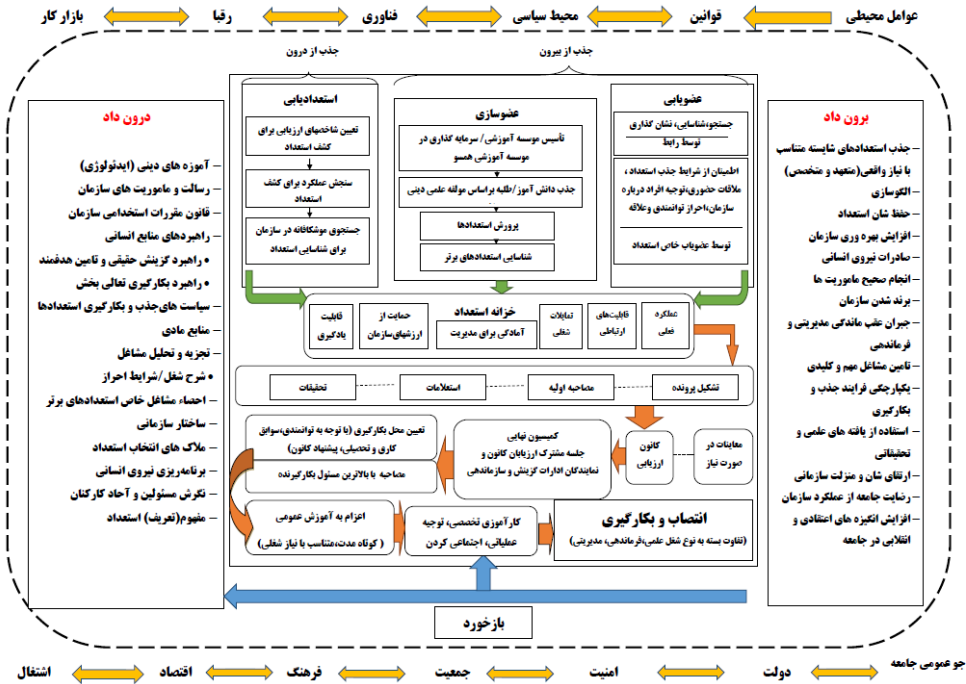 عوامل محیطی
قوانین
محیط سیاسی
فناوری
رقبا
بازار کار
جذب از بیرون
جذب از درون
برون داد
– جذب استعدادهای شایسته متناسب
با نیاز واقعی(متعهد و متخصص)
– الگوسازی
– حفظ شان استعداد
– افزایش بهره وری سازمان
– صادرات نیروی انسانی
– انجام صحیح ماموریت ها
– برند شدن سازمان
– جبران عقب ماندگی مدیریتی و
فرماندهی
– تامین مشاغل مهم و کلیدی
– یکپارچگی فرایند جذب و
بکارگیری
– استفاده از یافته های علمی و
تحقیقاتی
– ارتقای شان و منزلت سازمانی
– رضایت جامعه از عملکرد سازمان
– افزایش انگیزه های اعتقادی و
انقلابی در جامعه
عضویابی
جستجو،شناسایی، نشان گذاری
توسط رابط
اطمینان از شرایط جذب استعداد ،
ملاقات حضوری،توجیه افراد درباره
سازمان،احراز توانمندی وعلاقه
توسط عضویاب خاص استعداد
عضوسازی
تأسیس موسسه آموزشی/ سرمایه گذاری در
موسسه آموزشی همسو
جذب دانش آموز /طلبه براساس مولفه علمی دینی
..
پرورش استعدادها
شناسایی استعدادهای برتر
استعدادیابی
تعیین شاخصهای ارزیابی برای
کشف استعداد
سنجش عملکرد برای کشف
استعداد
جستجوی موشکافانه در سازمان
برای شناسایی استعداد
درون داد
– آموزه های دینی (ایدئولوژی)
– رسالت و ماموریت های سازمان
– قانون مقررات استخدامی سازمان
– راهبردهای منابع انسانی
• راهبرد گزینش حقیقی و تامین هدفمند
• راهبرد بکارگیری تعالی بخش
– سیاست های‌جذب و بکارگیری استعدادها
– منابع مادی
– تجزیه و تحلیل مشاغل
• شرح شغل/شرایط احراز
– احصاء مشاغل خاص استعدادهای برتر
– ساختار سازمانی
– ملاک های انتخاب استعداد
– برنامه‌ریزی نیروی انسانی
– نگرش مسئولین و آحاد کارکنان
– مفهوم(تعریف) استعداد
خزانه استعداد
عملکرد
فعلی
قابلیت‌های
ارتباطی
تمایلات
شغلی
آمادگی برای مدیریت
حمایت از
ارزشهای‌سازمان
قابلیت
یادگیری
تشکیل پرونده
مصاحبه اولیه
استعلامات
تحقیقات
معاینات در
صورت نیاز
کانون
ارزیابی
کمیسیون نهایی
جلسه مشترک ارزیابان کانون و
نمایندگان ادارات گزینش و سازماندهی
تعیین محل بکارگیری (با توجه به توانمندی،سوابق
کاری و تحصیلی، پیشنهاد کانون)
مصاحبه با بالاترین مسئول بکارگیرنده
اعزام به آموزش عمومی
( کوتاه مدت،متناسب با نیاز شغلی)
کارآموزی تخصصی، توجیه
عملیاتی، اجتماعی کردن
انتصاب و بکارگیری
(تفاوت بسته به نوع شغل علمی،فرماندهی، مدیریتی)
بازخورد
جو عمومی جامعه
دولت
امنیت
جمعیت
فرهنگ
اقتصاد
اشتغال